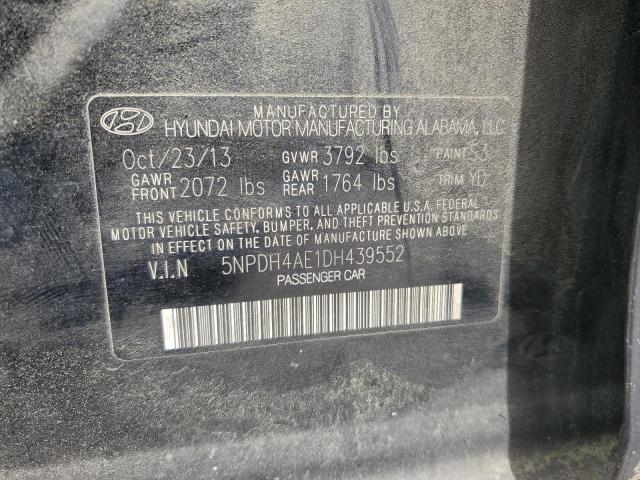 MANUFACTURED BY
HYUNDAI MOTOR MANUFACTURING ALABAMA, LLC
Oct/23/13 GVWR 3792 lbs PAINT S3
GAWR FRONT 2072 lbs GAWR REAR 1764 lbs TRIM YD
THIS VEHICLE CONFORMS TO ALL APPLICABLE U.S.A. FEDERAL
MOTOR VEHICLE SAFETY, BUMPER, AND THEFT PREVENTION STANDARDS
IN EFFECT ON THE DATE OF MANUFACTURE SHOWN ABOVE.
V.I.N 5NPDH4AE1DH439552
PASSENGER CAR